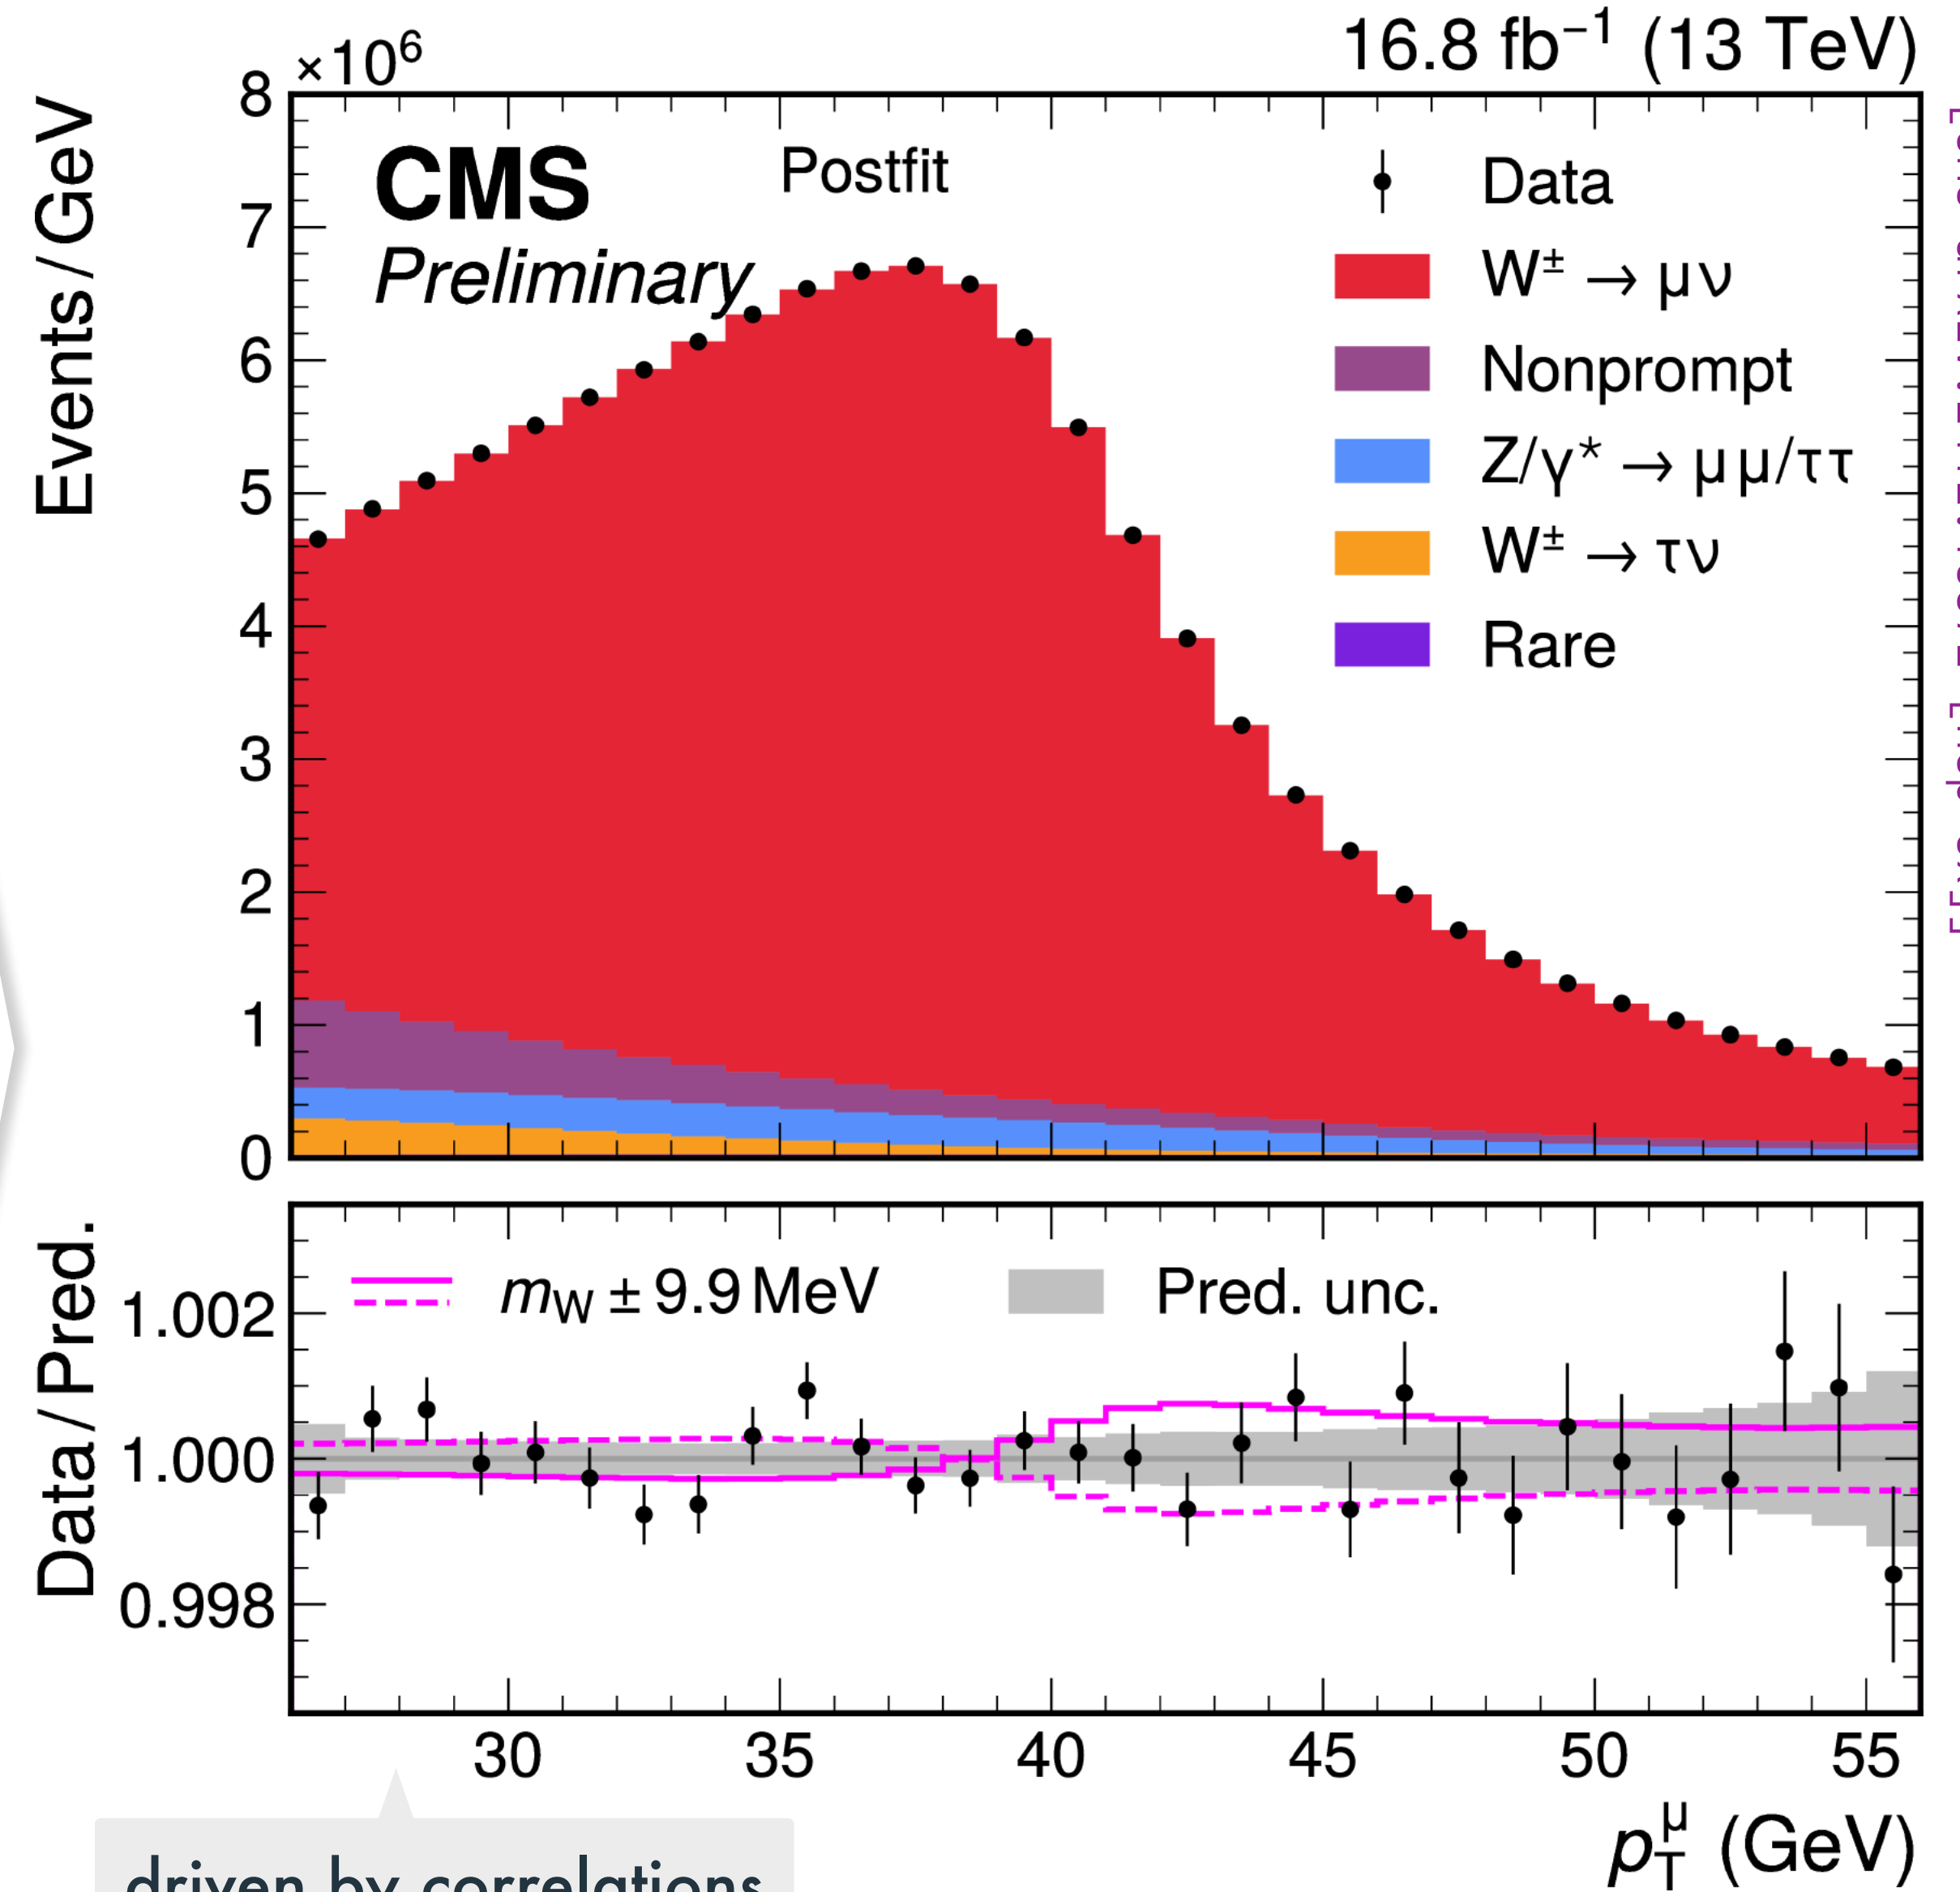 ×10⁶
16.8 fb⁻¹ (13 TeV)
Events / GeV
8
7
6
5
4
3
2
1
0
CMS
Preliminary
Postfit
Data
W± → μν
Nonprompt
Z/γ* → μμ/ττ
W± → τν
Rare
Data / Pred.
1.002
1.000
0.998
mW ± 9.9 MeV
Pred. unc.
30 35 40 45 50 55
pTμ (GeV)
driven by correlations